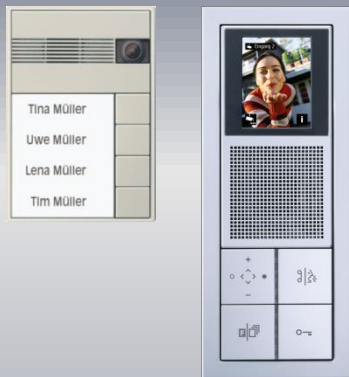 Tina Müller
Uwe Müller
Lena Müller
Tim Müller
Eingang 2
i